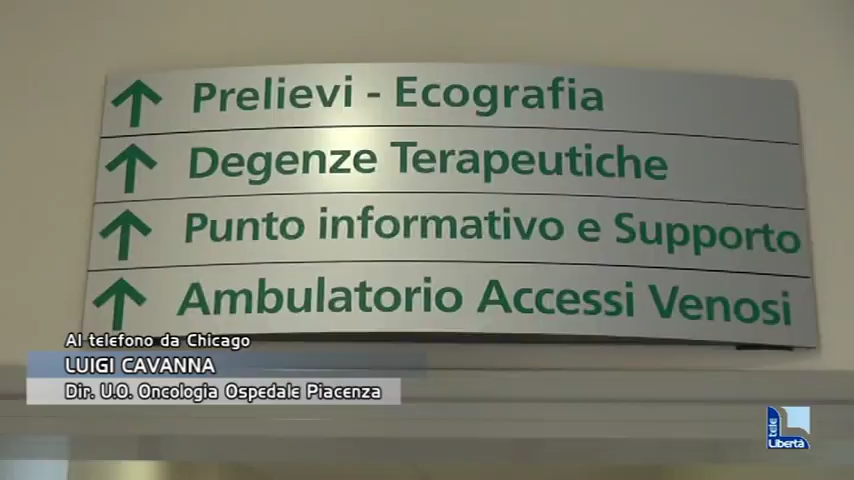 Prelievi - Ecografia
Degenze Terapeutiche
Punto informativo e Supporto
Ambulatorio Accessi Venosi
Al telefono da Chicago
LUIGI CAVANNA
Dir. U.O. Oncologia Ospedale Piacenza
tele
Libertà